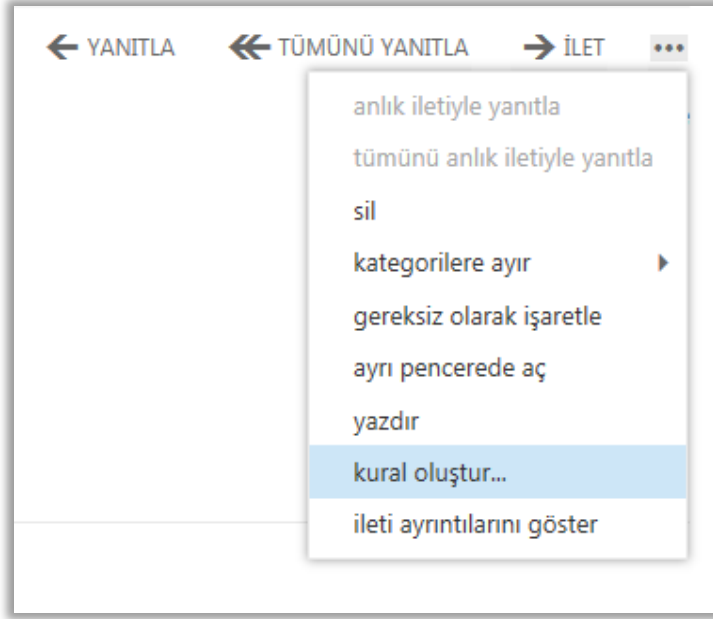 YANITLA TÜMÜNÜ YANITLA İLET ...
anlık iletiyle yanıtla
tümünü anlık iletiyle yanıtla
sil
kategorilere ayır
gereksiz olarak işaretle
ayrı pencerede aç
yazdır
kural oluştur...
ileti ayrıntılarını göster